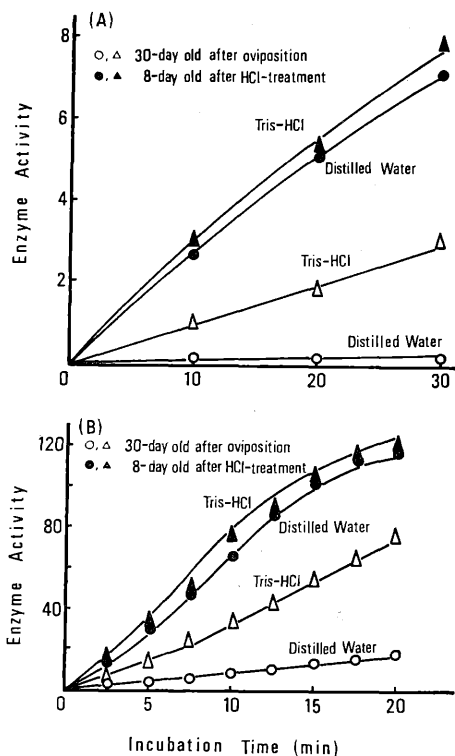 (A)
8
○,△ 30-day old after oviposition
●,▲ 8-day old after HCl-treatment
6
Tris-HCl
Distilled Water
4
Enzyme Activity
Tris-HCl
2
Distilled Water
0 10 20 30
(B)
120
○,△ 30-day old after oviposition
●,▲ 8-day old after HCl-treatment
Tris-HCl
80
Distilled Water
Enzyme Activity
Tris-HCl
40
Distilled Water
0 5 10 15 20
Incubation Time (min)